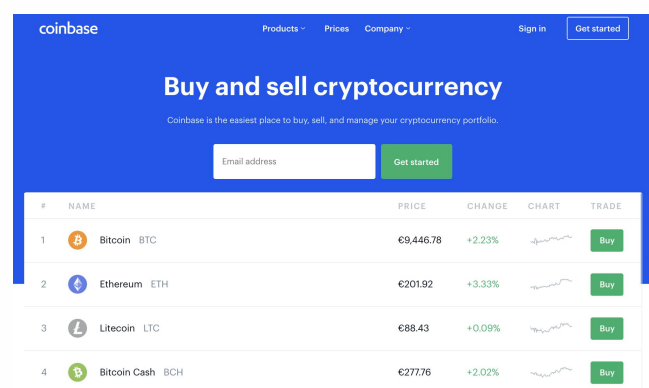 coinbase Products Prices Company Sign in Get started
Buy and sell cryptocurrency
Coinbase is the easiest place to buy, sell, and manage your cryptocurrency portfolio.
Email address Get started
# NAME PRICE CHANGE CHART TRADE
1 Bitcoin BTC €9,446.78 +2.23% Buy
2 Ethereum ETH €201.92 +3.33% Buy
3 Litecoin LTC €88.43 +0.09% Buy
4 Bitcoin Cash BCH €277.76 +2.02% Buy